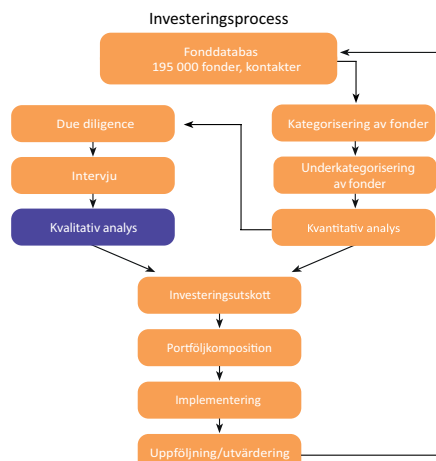 Investeringsprocess
Fonddatabas
195 000 fonder, kontakter
Due diligence
Kategorisering av fonder
Intervju
Underkategorisering
av fonder
Kvalitativ analys
Kvantitativ analys
Investeringsutskott
Portföljkomposition
Implementering
Uppföljning/utvärdering